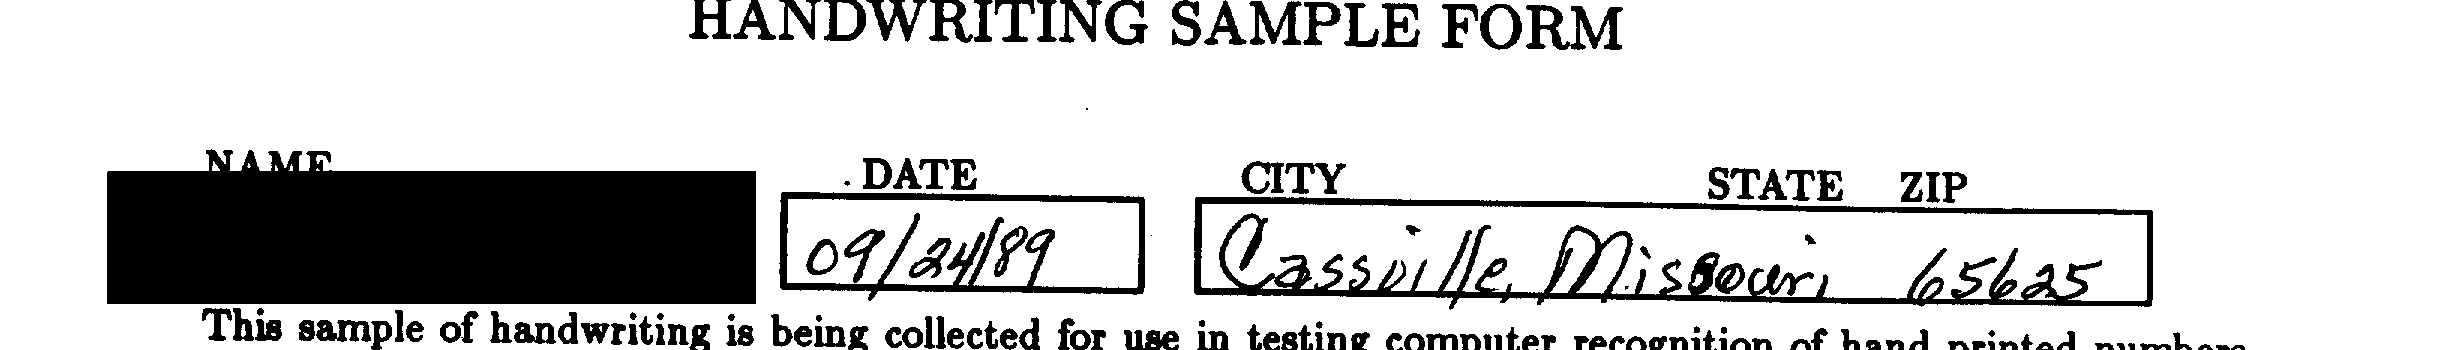 HANDWRITING SAMPLE FORM
NAME DATE CITY STATE ZIP
09/24/89 Cassville, Missouri, 65625
This sample of handwriting is being collected for use in testing computer recognition of hand printed numbers